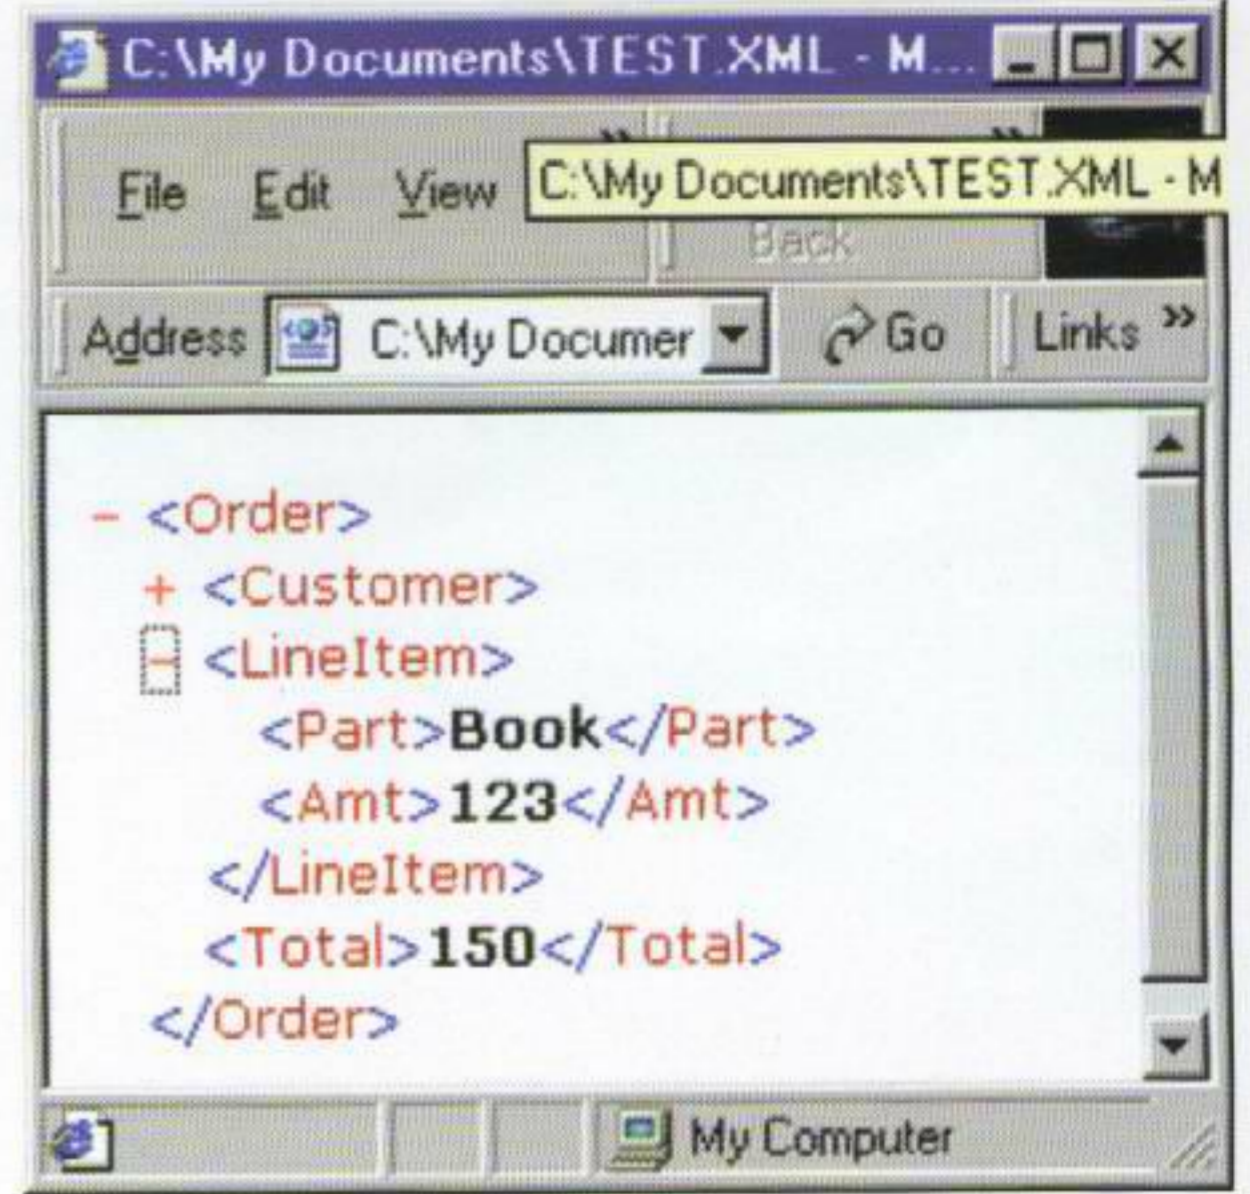 C:\My Documents\TEST.XML - M...
File Edit View »
C:\My Documents\TEST.XML - M
Back
Address C:\My Documer Go Links »
- <Order>
+ <Customer>
- <LineItem>
<Part>Book</Part>
<Amt>123</Amt>
</LineItem>
<Total>150</Total>
</Order>
My Computer